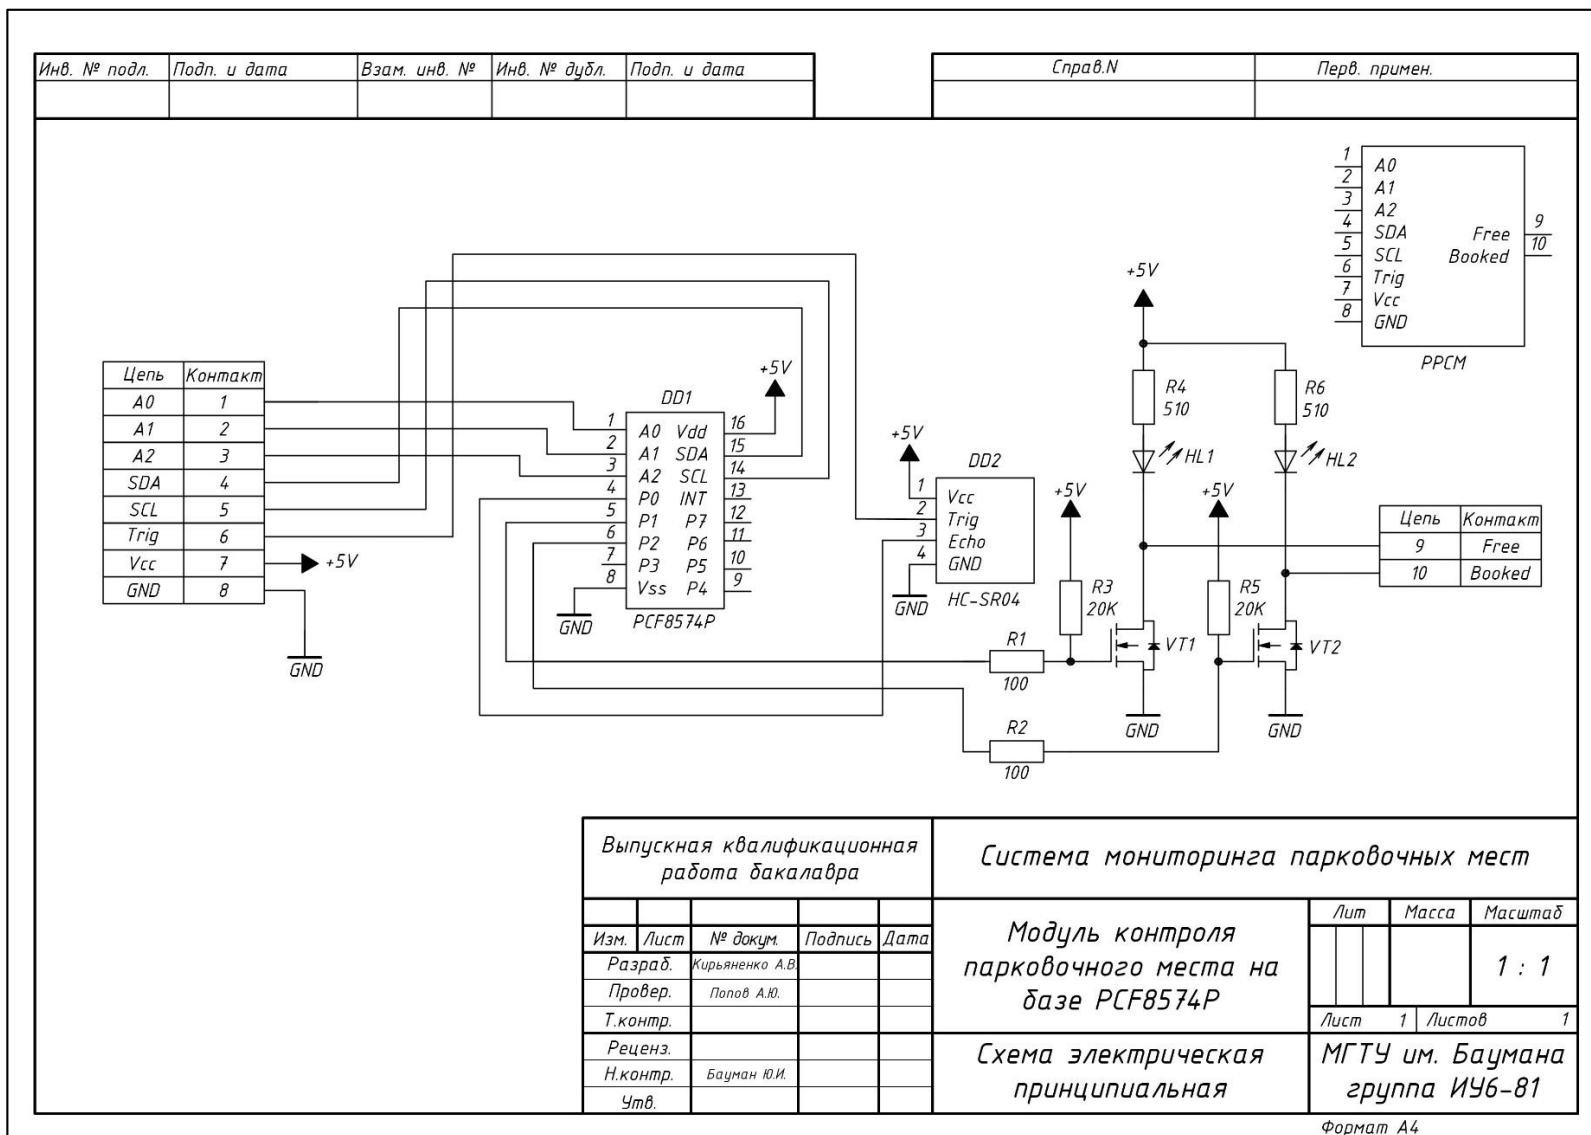 Инв. № подл. Подп. и дата Взам. инв. № Инв. № дубл. Подп. и дата
Справ.N Перв. примен.
1 A0
2 A1
3 A2
4 SDA
5 SCL
6 Trig
7 Vcc
8 GND
Free 9
Booked 10
PPCM
Цепь Контакт
A0 1
A1 2
A2 3
SDA 4
SCL 5
Trig 6
Vcc 7
GND 8
+5V
GND
DD1
+5V
1 A0 Vdd 16
2 A1 SDA 15
3 A2 SCL 14
4 P0 INT 13
5 P1 P7 12
6 P2 P6 11
7 P3 P5 10
8 Vss P4 9
GND
PCF8574P
+5V
DD2
1 Vcc
2 Trig
3 Echo
4 GND
GND
HC-SR04
+5V
R4
510
R6
510
HL1
HL2
+5V
+5V
R3
20K
R5
20K
VT1
VT2
GND
GND
R1
100
R2
100
Цепь Контакт
9 Free
10 Booked
Выпускная квалификационная
работа бакалавра
Система мониторинга парковочных мест
Изм. Лист № докум. Подпись Дата
Разраб. Кирьяненко А.В.
Провер. Попов А.Ю.
Т.контр.
Реценз.
Н.контр. Бауман Ю.И.
Утв.
Модуль контроля
парковочного места на
базе PCF8574P
Схема электрическая
принципиальная
Лит Масса Масштаб
1 : 1
Лист 1 Листов 1
МГТУ им. Баумана
группа ИУ6-81
Формат А4